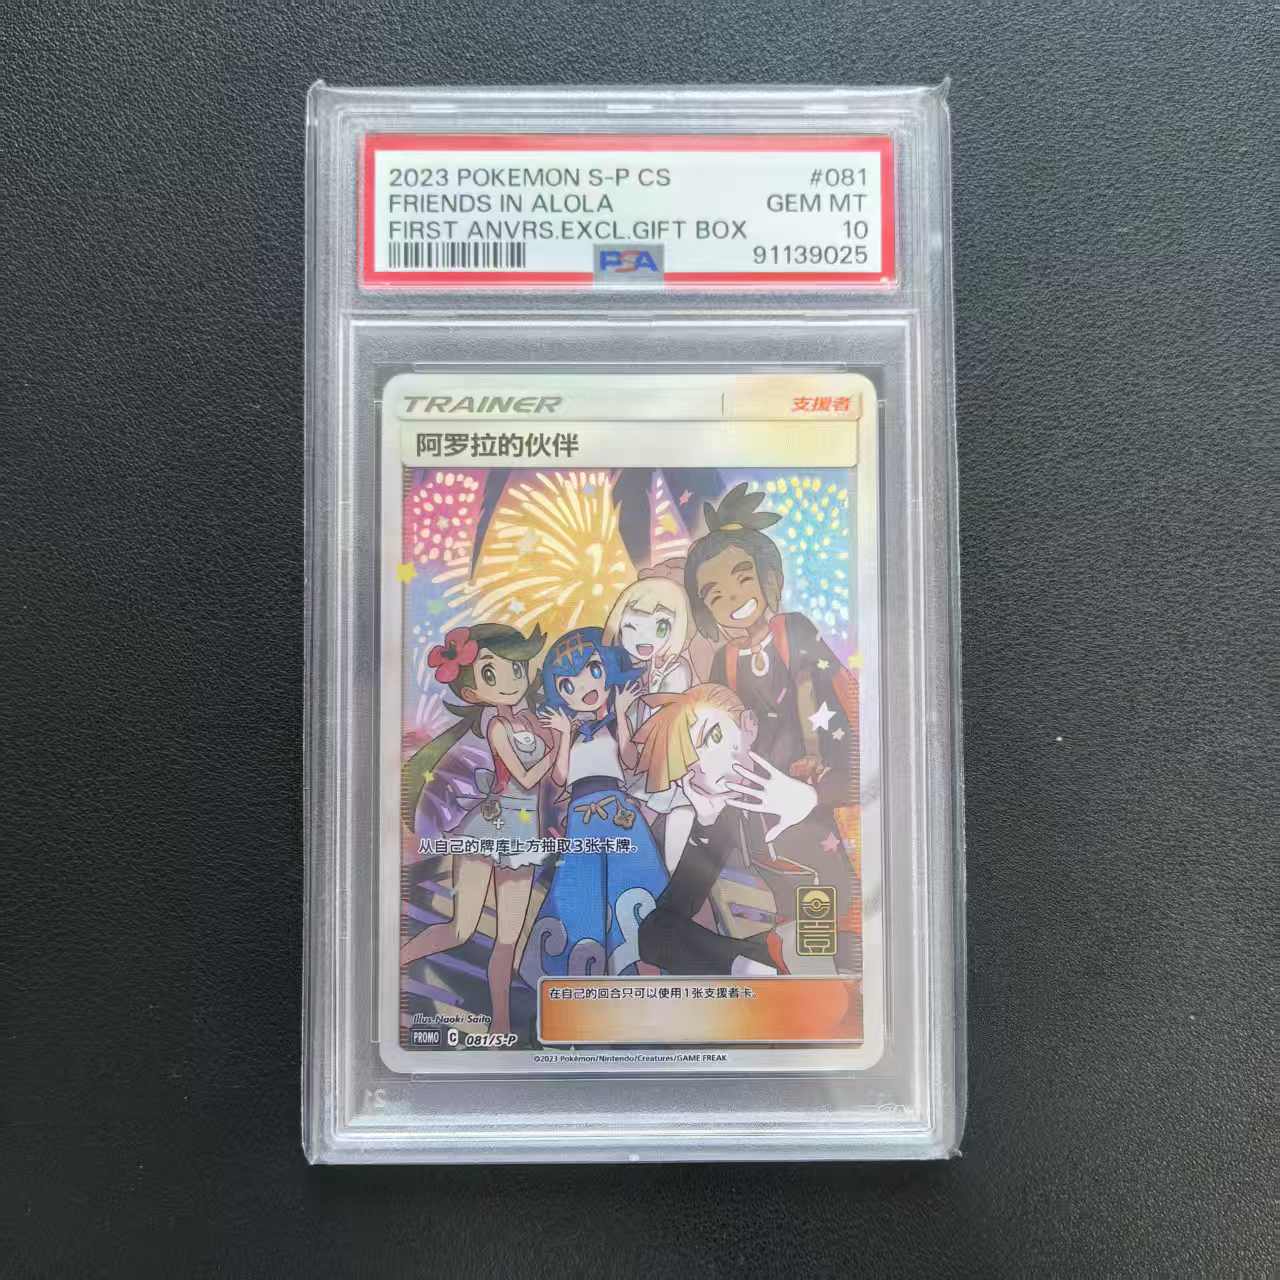 2023 POKEMON S-P CS #081
FRIENDS IN ALOLA GEM MT
FIRST ANVRS.EXCL.GIFT BOX 10
PSA 91139025
TRAINER 支援者
阿罗拉的伙伴
从自己的牌库上方抽取3张卡牌。
壹
在自己的回合只可以使用1张支援者卡。
Illus. Naoki Saito
PROMO C 081/S-P
©2023 Pokémon/Nintendo/Creatures/GAME FREAK